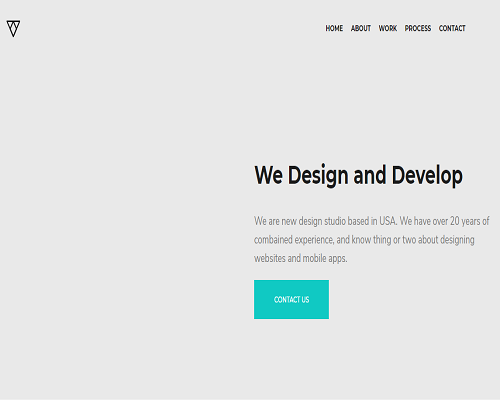 HOME ABOUT WORK PROCESS CONTACT
We Design and Develop
We are new design studio based in USA. We have over 20 years of
combained experience, and know thing or two about designing
websites and mobile apps.
CONTACT US